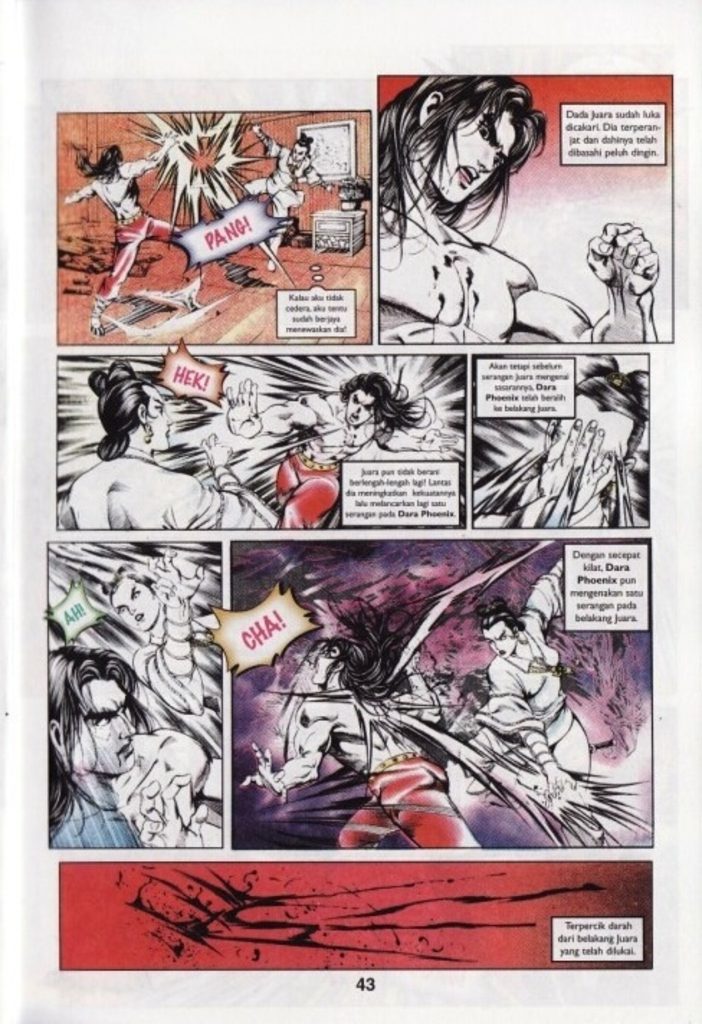 PANG!
Kalau aku tidak
cedera, aku tentu
sudah berjaya
menewaskan dia!
Dada Juara sudah luka
dicakari. Dia terperan-
jat dan dahinya telah
dibasahi peluh dingin.
HEK!
Juara pun tidak berani
berlengah-lengah lagi! Lantas
dia meningkatkan kekuatannya
lalu melancarkan lagi satu
serangan pada Dara Phoenix.
Akan tetapi sebelum
serangan Juara mengenai
sasarannya, Dara
Phoenix telah beralih
ke belakang Juara.
AH!
CHA!
Dengan secepat
kilat, Dara
Phoenix pun
mengenakan satu
serangan pada
belakang Juara.
Terpercik darah
dari belakang Juara
yang telah dilukai.
43